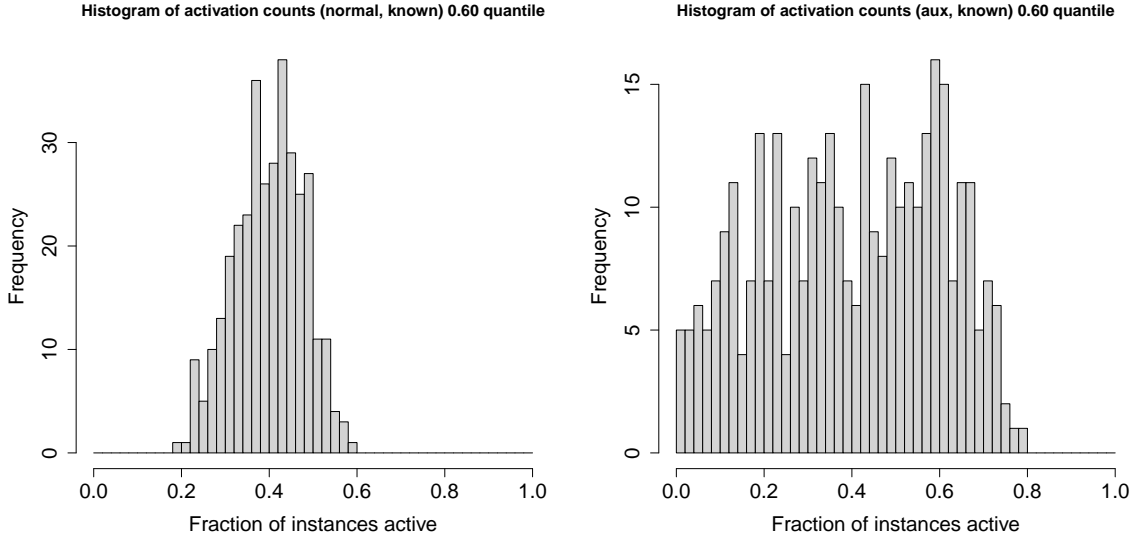 Histogram of activation counts (normal, known) 0.60 quantile
Frequency
0 10 20 30
0.0 0.2 0.4 0.6 0.8 1.0
Fraction of instances active
Histogram of activation counts (aux, known) 0.60 quantile
Frequency
0 5 10 15
0.0 0.2 0.4 0.6 0.8 1.0
Fraction of instances active